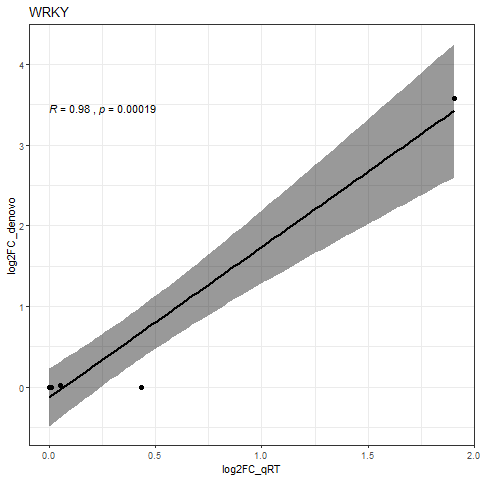 WRKY
R = 0.98 , p = 0.00019
log2FC_denovo
4
3
2
1
0
0.0 0.5 1.0 1.5 2.0
log2FC_qRT